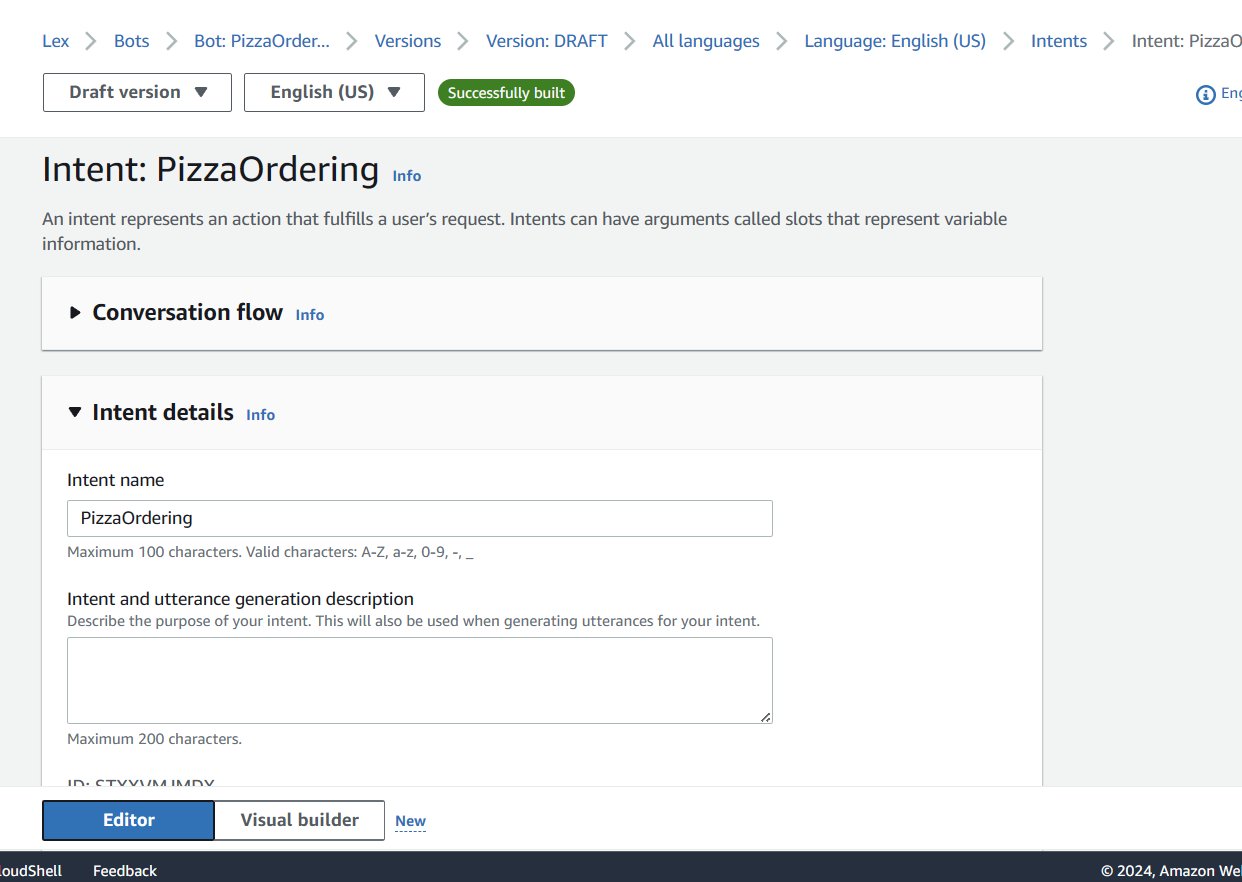 Lex > Bots > Bot: PizzaOrder... > Versions > Version: DRAFT > All languages > Language: English (US) > Intents > Intent: PizzaO
Draft version ▼ English (US) ▼ Successfully built Eng
Intent: PizzaOrdering Info
An intent represents an action that fulfills a user’s request. Intents can have arguments called slots that represent variable
information.
Conversation flow Info
Intent details Info
Intent name
PizzaOrdering
Maximum 100 characters. Valid characters: A-Z, a-z, 0-9, -, _
Intent and utterance generation description
Describe the purpose of your intent. This will also be used when generating utterances for your intent.
Maximum 200 characters.
ID:
Editor Visual builder New
loudShell Feedback © 2024, Amazon We